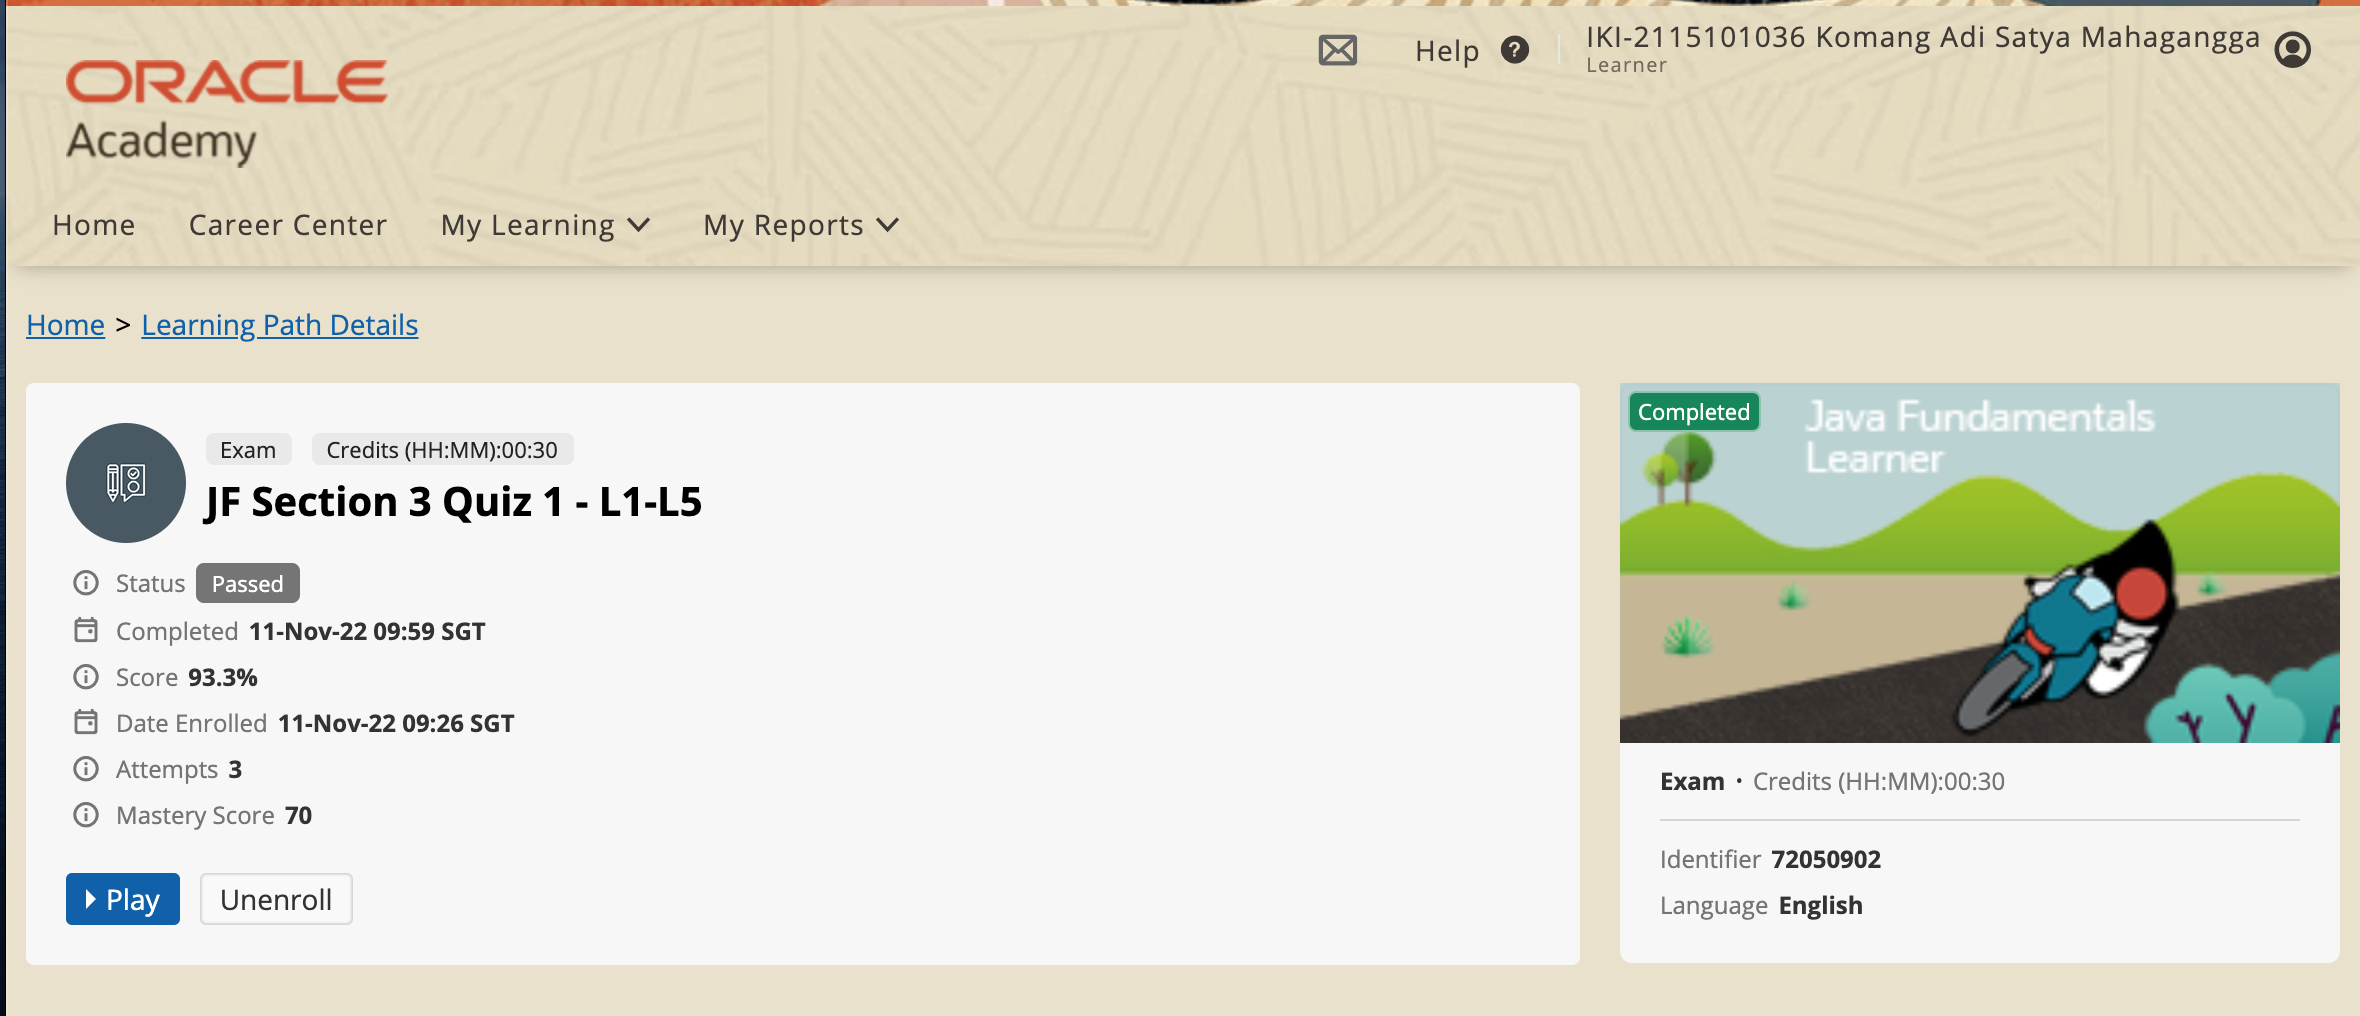 ORACLE
Academy
Help ?
IKI-2115101036 Komang Adi Satya Mahagangga
Learner
Home
Career Center
My Learning
My Reports
Home > Learning Path Details
Exam
Credits (HH:MM):00:30
JF Section 3 Quiz 1 - L1-L5
Status Passed
Completed 11-Nov-22 09:59 SGT
Score 93.3%
Date Enrolled 11-Nov-22 09:26 SGT
Attempts 3
Mastery Score 70
Play
Unenroll
Completed
Java Fundamentals
Learner
Exam · Credits (HH:MM):00:30
Identifier 72050902
Language English